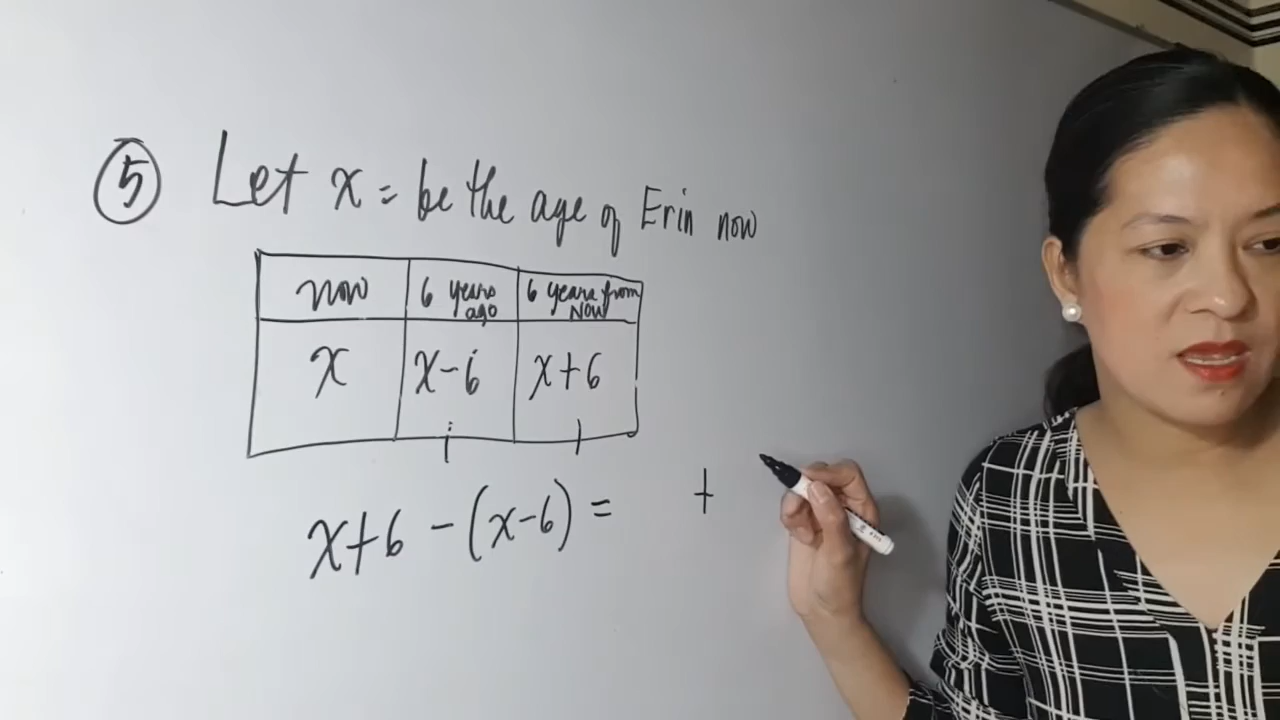 ⑤ Let x = be the age of Erin now
now 6 years ago 6 years from now
x x-6 x+6
x+6 -(x-6) = +